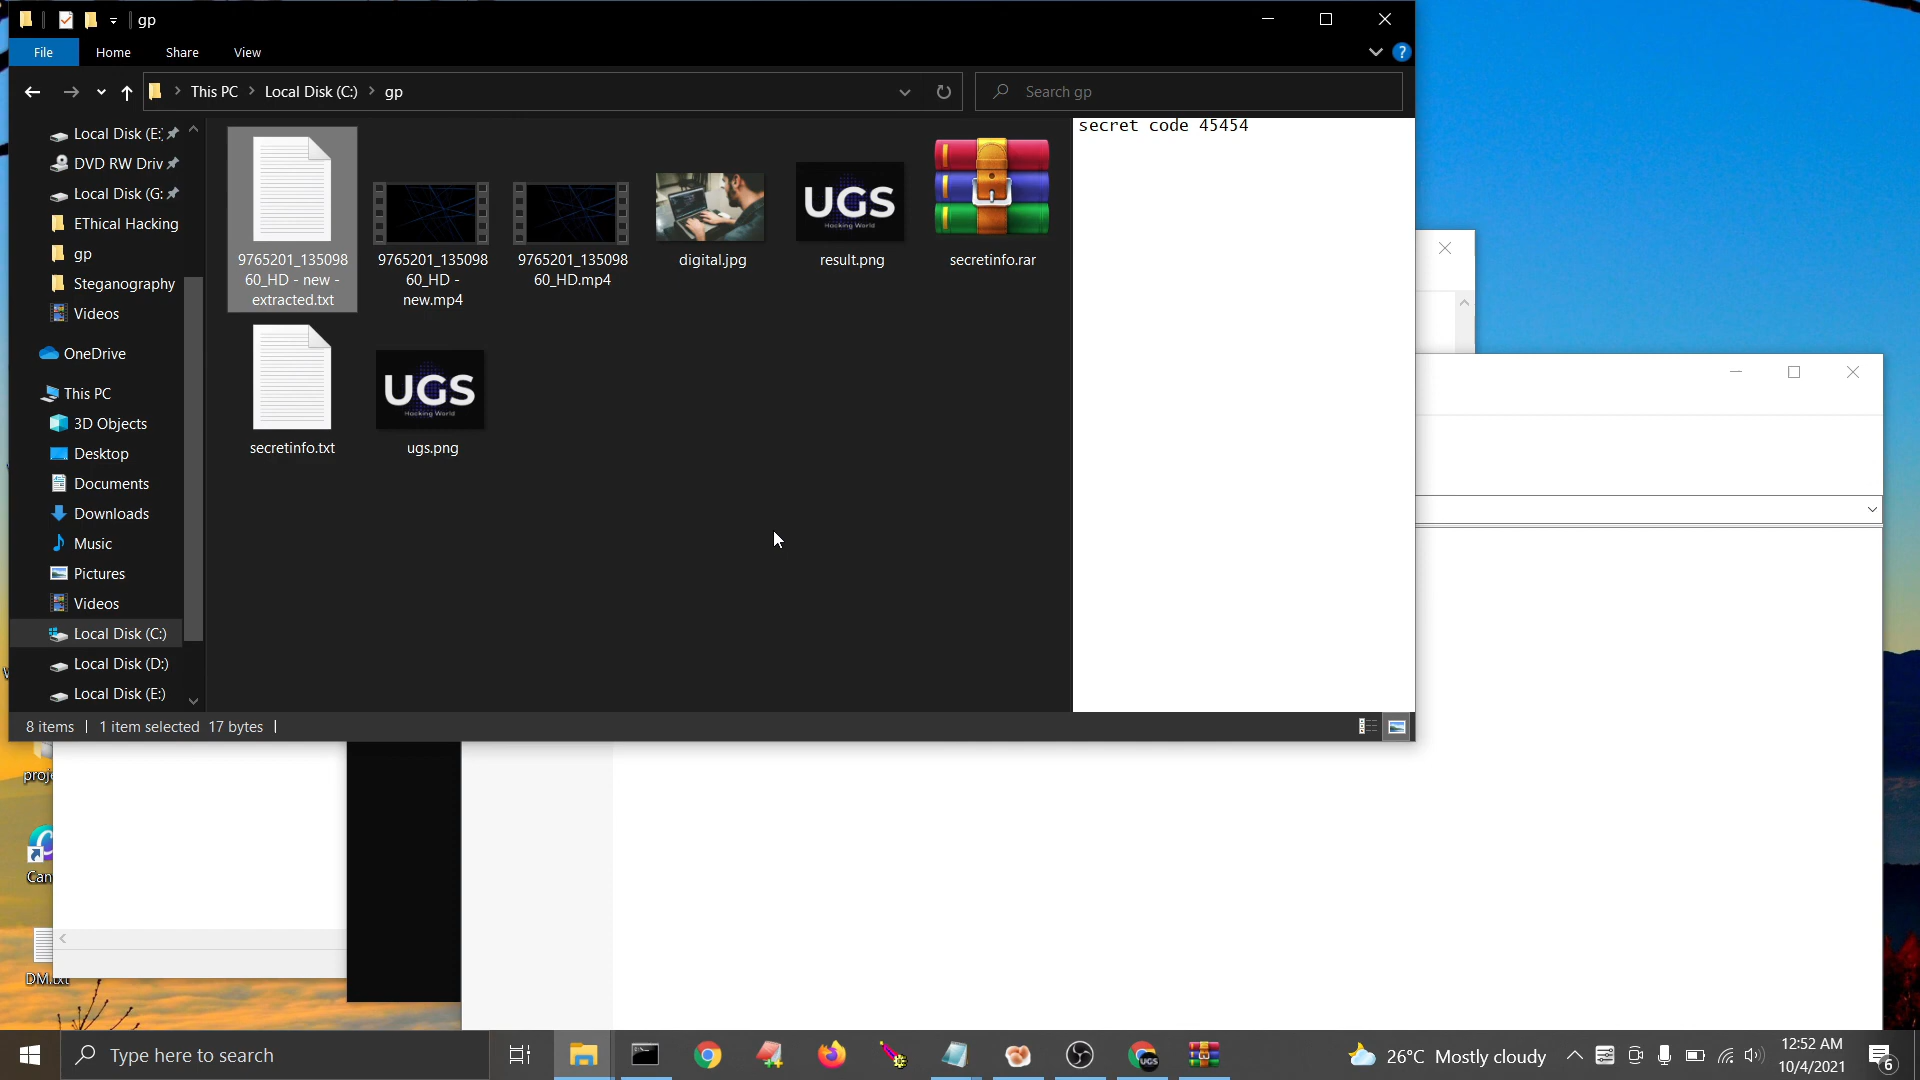 gp
File Home Share View
This PC Local Disk (C:) gp
Search gp
Local Disk (E:
DVD RW Driv
Local Disk (G:
EThical Hacking
gp
Steganography
Videos
OneDrive
This PC
3D Objects
Desktop
Documents
Downloads
Music
Pictures
Videos
Local Disk (C:)
Local Disk (D:)
Local Disk (E:)
9765201_135098
60_HD - new -
extracted.txt
9765201_135098
60_HD -
new.mp4
9765201_135098
60_HD.mp4
digital.jpg
UGS
Hacking World
result.png
secretinfo.rar
secretinfo.txt
UGS
Hacking World
ugs.png
secret code 45454
8 items 1 item selected 17 bytes
proje
Can
DM.txt
Type here to search
UGS
26°C Mostly cloudy
12:52 AM
10/4/2021
6